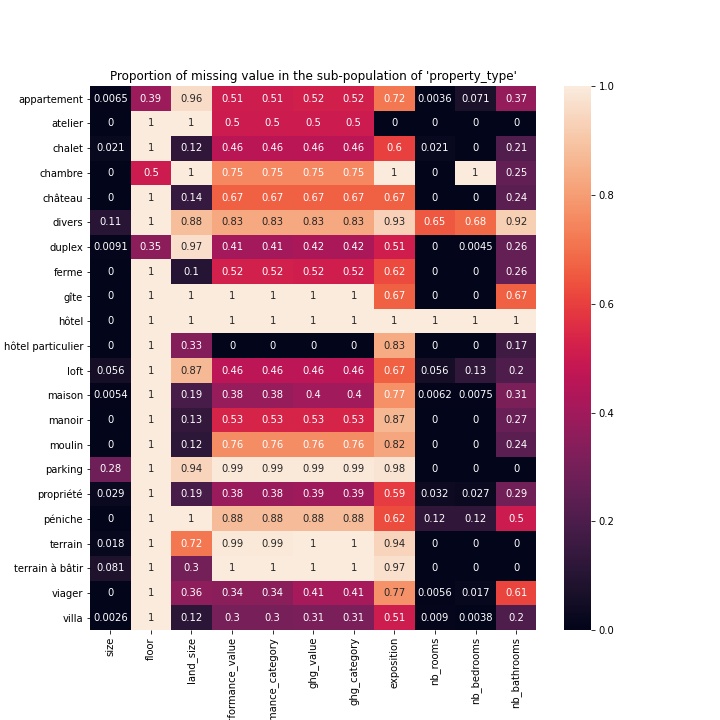 Proportion of missing value in the sub-population of 'property_type'
appartement 0.0065 0.39 0.96 0.51 0.51 0.52 0.52 0.72 0.0036 0.071 0.37
atelier 0 1 1 0.5 0.5 0.5 0.5 0 0 0 0
chalet 0.021 1 0.12 0.46 0.46 0.46 0.46 0.6 0.021 0 0.21
chambre 0 0.5 1 0.75 0.75 0.75 0.75 1 0 1 0.25
château 0 1 0.14 0.67 0.67 0.67 0.67 0.67 0 0 0.24
divers 0.11 1 0.88 0.83 0.83 0.83 0.83 0.93 0.65 0.68 0.92
duplex 0.0091 0.35 0.97 0.41 0.41 0.42 0.42 0.51 0 0.0045 0.26
ferme 0 1 0.1 0.52 0.52 0.52 0.52 0.62 0 0 0.26
gîte 0 1 1 1 1 1 1 0.67 0 0 0.67
hôtel 0 1 1 1 1 1 1 1 1 1 1
hôtel particulier 0 1 0.33 0 0 0 0 0.83 0 0 0.17
loft 0.056 1 0.87 0.46 0.46 0.46 0.46 0.67 0.056 0.13 0.2
maison 0.0054 1 0.19 0.38 0.38 0.4 0.4 0.77 0.0062 0.0075 0.31
manoir 0 1 0.13 0.53 0.53 0.53 0.53 0.87 0 0 0.27
moulin 0 1 0.12 0.76 0.76 0.76 0.76 0.82 0 0 0.24
parking 0.28 1 0.94 0.99 0.99 0.99 0.99 0.98 0 0 0
propriété 0.029 1 0.19 0.38 0.38 0.39 0.39 0.59 0.032 0.027 0.29
péniche 0 1 1 0.88 0.88 0.88 0.88 0.62 0.12 0.12 0.5
terrain 0.018 1 0.72 0.99 0.99 1 1 0.94 0 0 0
terrain à bâtir 0.081 1 0.3 1 1 1 1 0.97 0 0 0
viager 0 1 0.36 0.34 0.34 0.41 0.41 0.77 0.0056 0.017 0.61
villa 0.0026 1 0.12 0.3 0.3 0.31 0.31 0.51 0.009 0.0038 0.2
size
floor
land_size
rformance_value
mance_category
ghg_value
ghg_category
exposition
nb_rooms
nb_bedrooms
nb_bathrooms
1.0
0.8
0.6
0.4
0.2
0.0